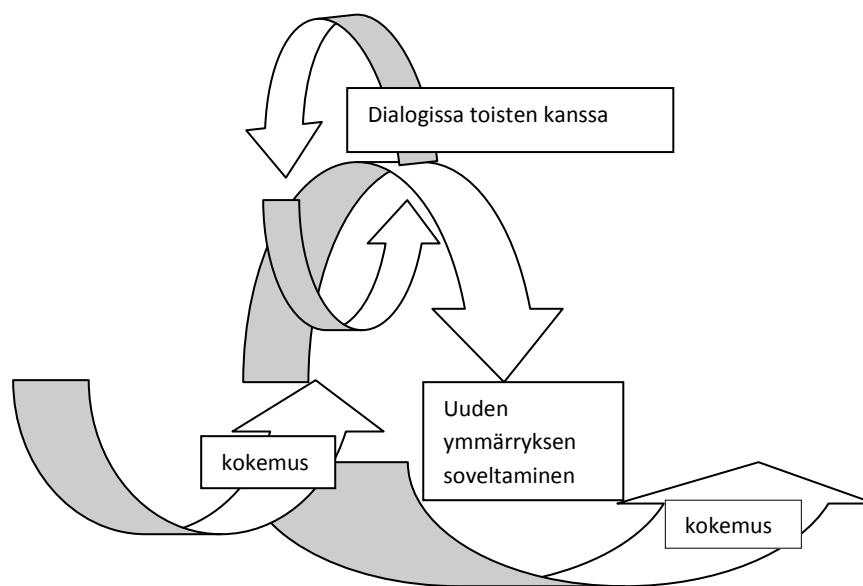 Dialogissa toisten kanssa
Uuden
ymmärryksen
soveltaminen
kokemus
kokemus